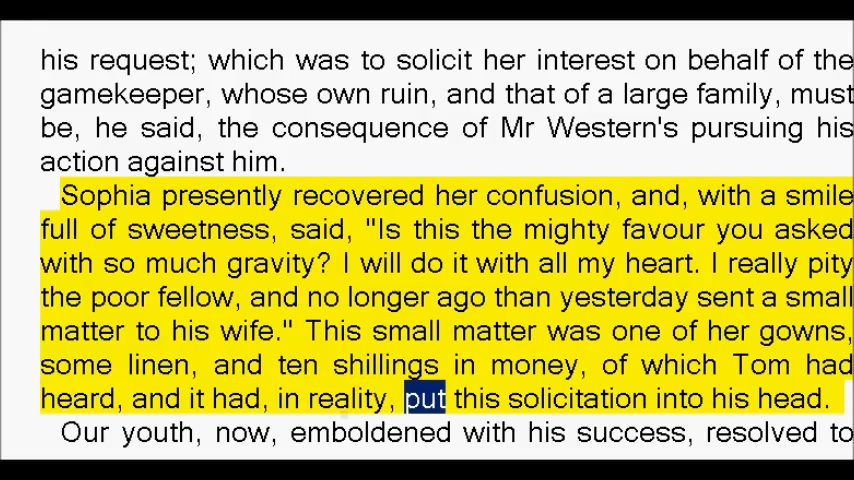 his request; which was to solicit her interest on behalf of the
gamekeeper, whose own ruin, and that of a large family, must
be, he said, the consequence of Mr Western's pursuing his
action against him.
Sophia presently recovered her confusion, and, with a smile
full of sweetness, said, "Is this the mighty favour you asked
with so much gravity? I will do it with all my heart. I really pity
the poor fellow, and no longer ago than yesterday sent a small
matter to his wife." This small matter was one of her gowns,
some linen, and ten shillings in money, of which Tom had
heard, and it had, in reality, put this solicitation into his head.
Our youth, now, emboldened with his success, resolved to